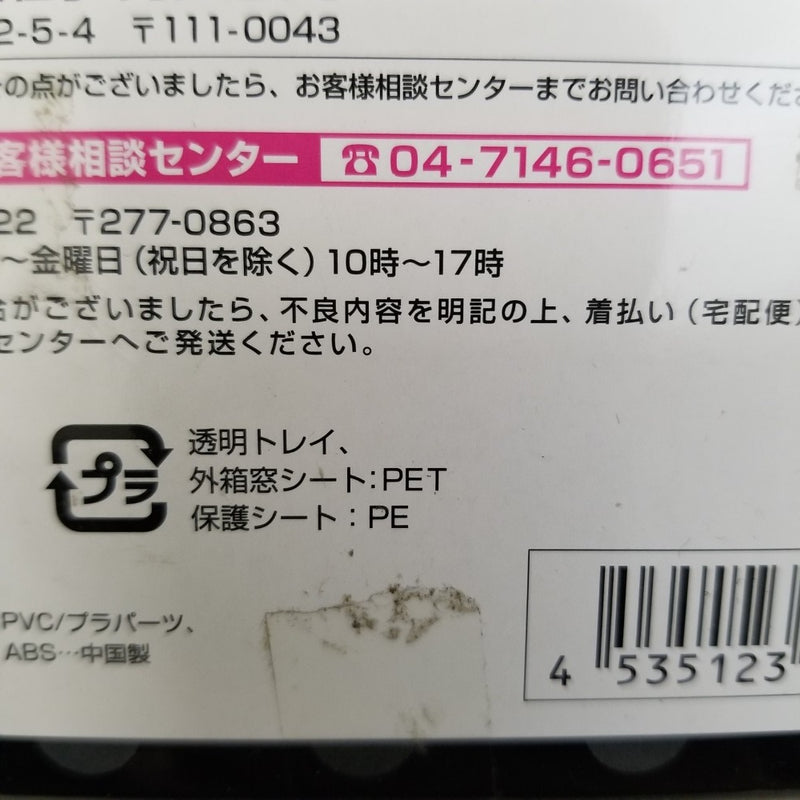 2-5-4 〒111-0043
の点がございましたら、お客様相談センターまでお問い合わせくださ
客様相談センター ☎04-7146-0651
22 〒277-0863
～金曜日(祝日を除く)10時～17時
合がございましたら、不良内容を明記の上、着払い(宅配便)
センターへご発送ください。
プラ
透明トレイ、
外箱窓シート:PET
保護シート:PE
PVC/プラパーツ、
ABS…中国製
4 535123